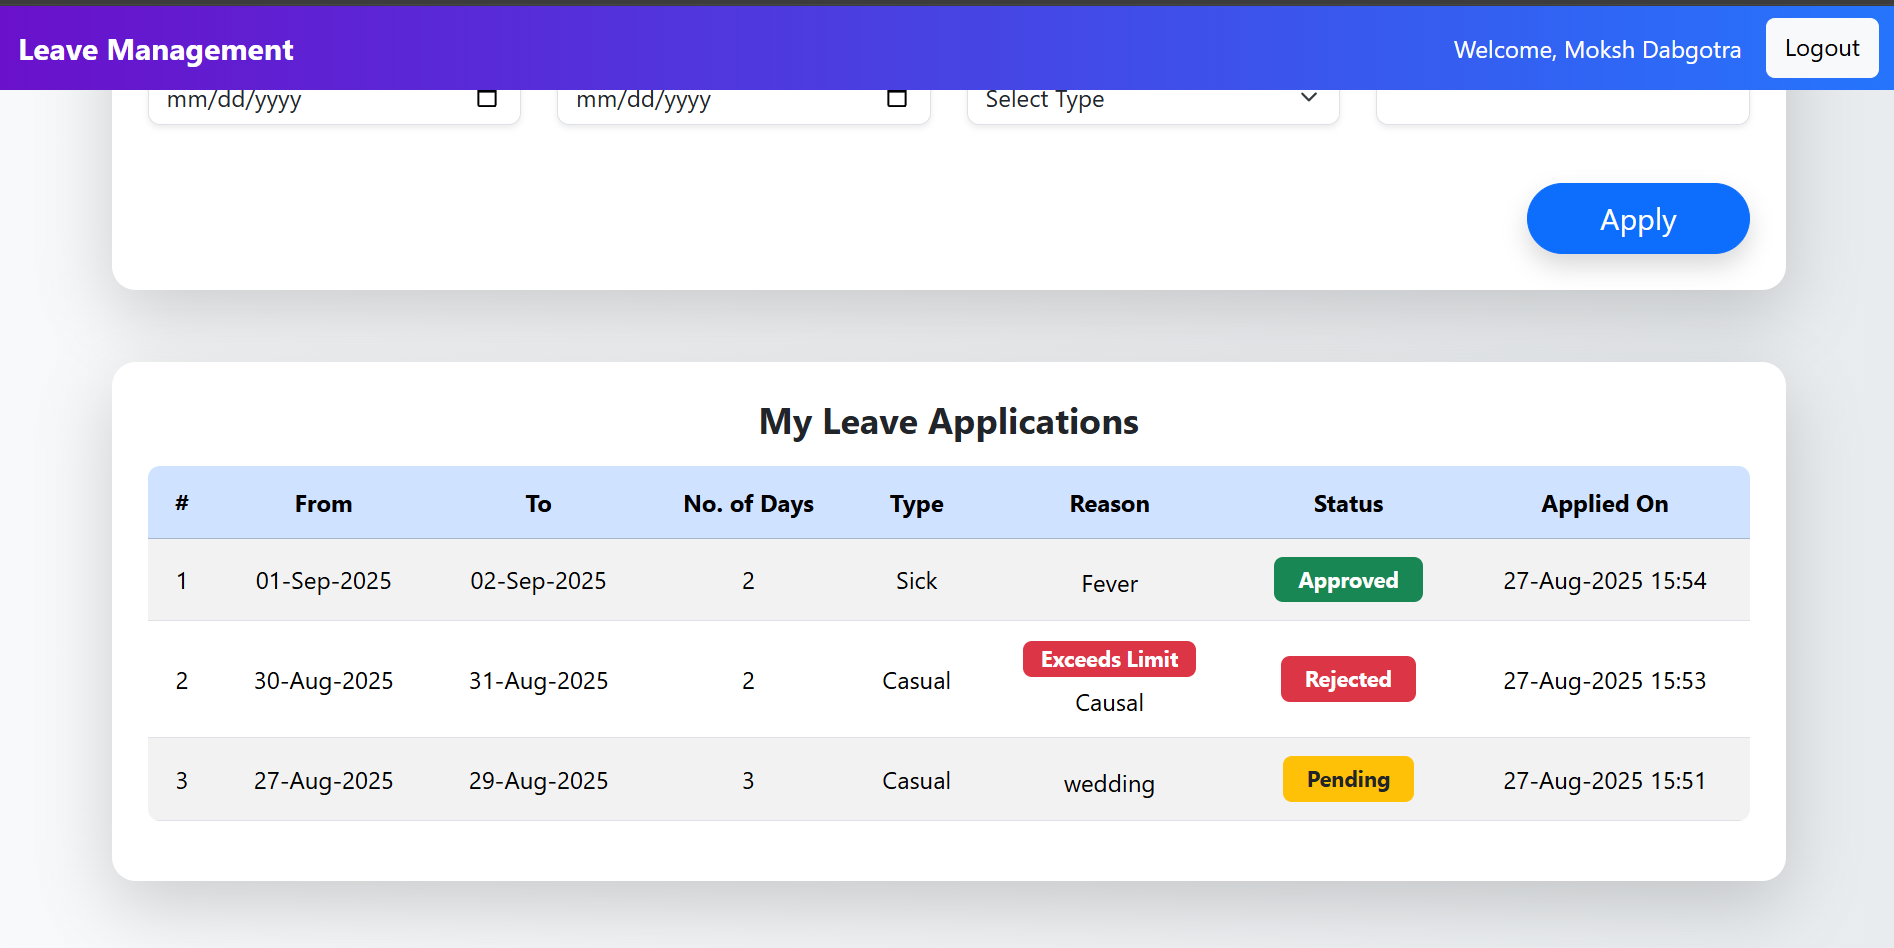 Leave Management
Welcome, Moksh Dabgotra
Logout
mm/dd/yyyy mm/dd/yyyy Select Type
Apply
My Leave Applications
# From To No. of Days Type Reason Status Applied On
1 01-Sep-2025 02-Sep-2025 2 Sick Fever Approved 27-Aug-2025 15:54
2 30-Aug-2025 31-Aug-2025 2 Casual Exceeds Limit Causal Rejected 27-Aug-2025 15:53
3 27-Aug-2025 29-Aug-2025 3 Casual wedding Pending 27-Aug-2025 15:51